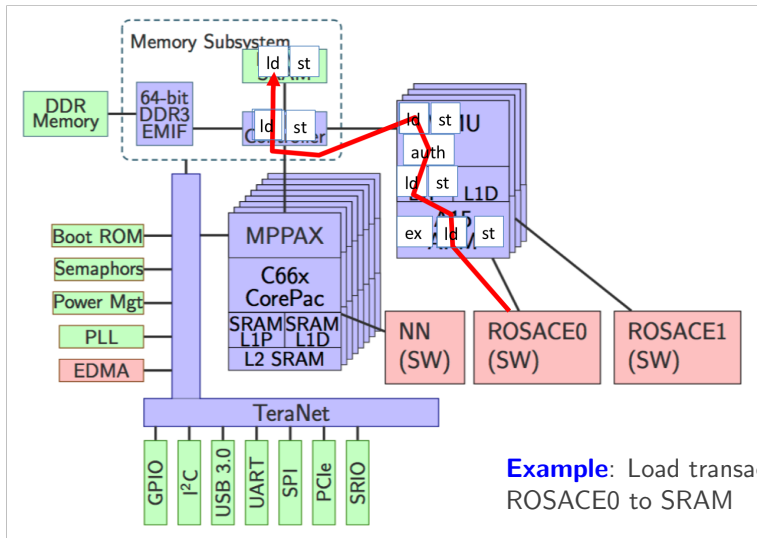 Memory Subsystem
ld st
64-bit
DDR3
EMIF
DDR
Memory
ld st
ld st
auth
ld st
L1D
ex ld st
Boot ROM
Semaphors
Power Mgt
PLL
EDMA
MPPAX
C66x
CorePac
SRAM SRAM
L1P L1D
L2 SRAM
NN
(SW)
ROSACE0
(SW)
ROSACE1
(SW)
TeraNet
GPIO
I²C
USB 3.0
UART
SPI
PCIe
SRIO
Example: Load transac
ROSACE0 to SRAM